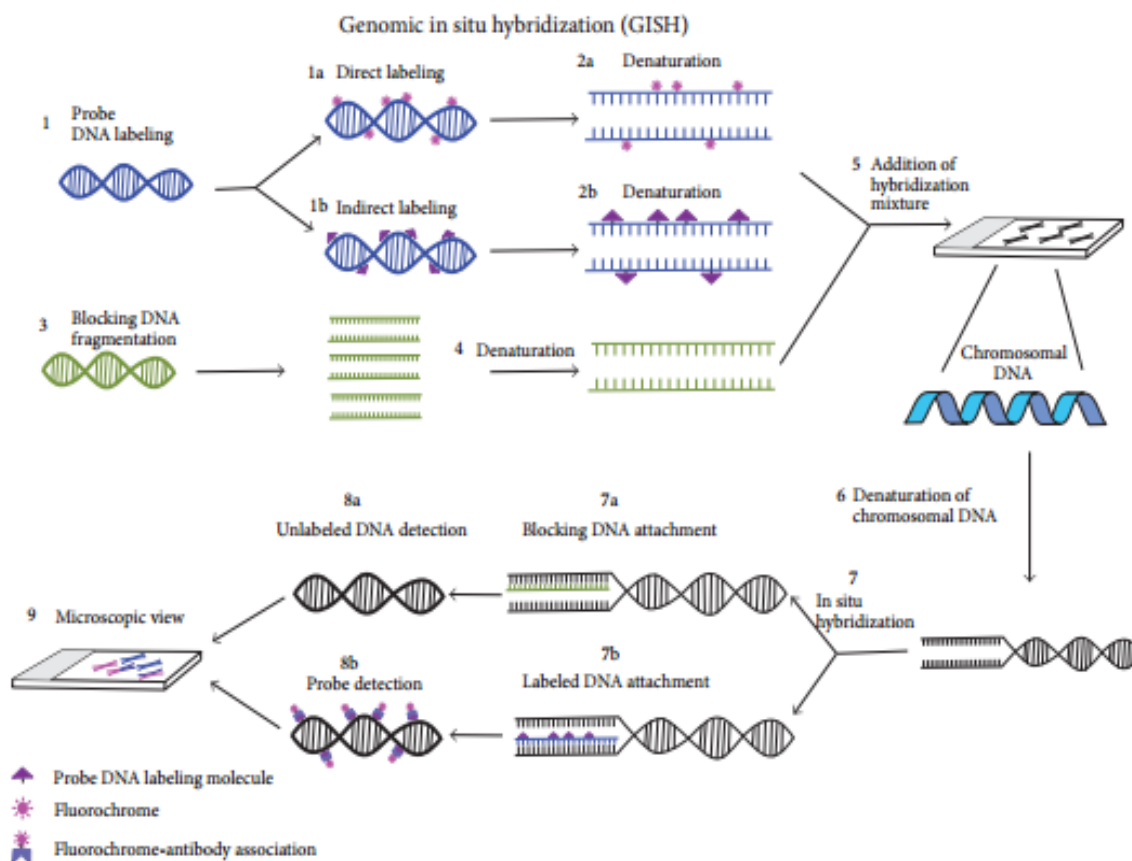 Genomic in situ hybridization (GISH)
1 Probe
DNA labeling
1a Direct labeling
2a Denaturation
1b Indirect labeling
2b Denaturation
3 Blocking DNA
fragmentation
4 Denaturation
5 Addition of
hybridization
mixture
Chromosomal
DNA
6 Denaturation of
chromosomal DNA
7
In situ
hybridization
7a
Blocking DNA attachment
7b
Labeled DNA attachment
8a
Unlabeled DNA detection
8b
Probe detection
9 Microscopic view
Probe DNA labeling molecule
Fluorochrome
Fluorochrome-antibody association